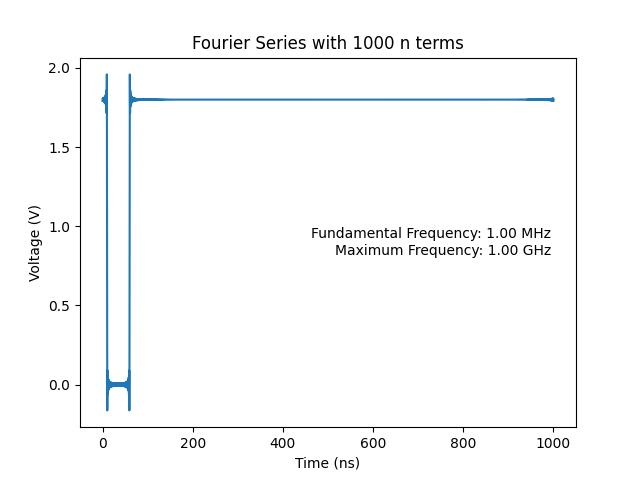 Fourier Series with 1000 n terms
2.0
1.5
1.0
0.5
0.0
Voltage (V)
Fundamental Frequency: 1.00 MHz
Maximum Frequency: 1.00 GHz
0 200 400 600 800 1000
Time (ns)